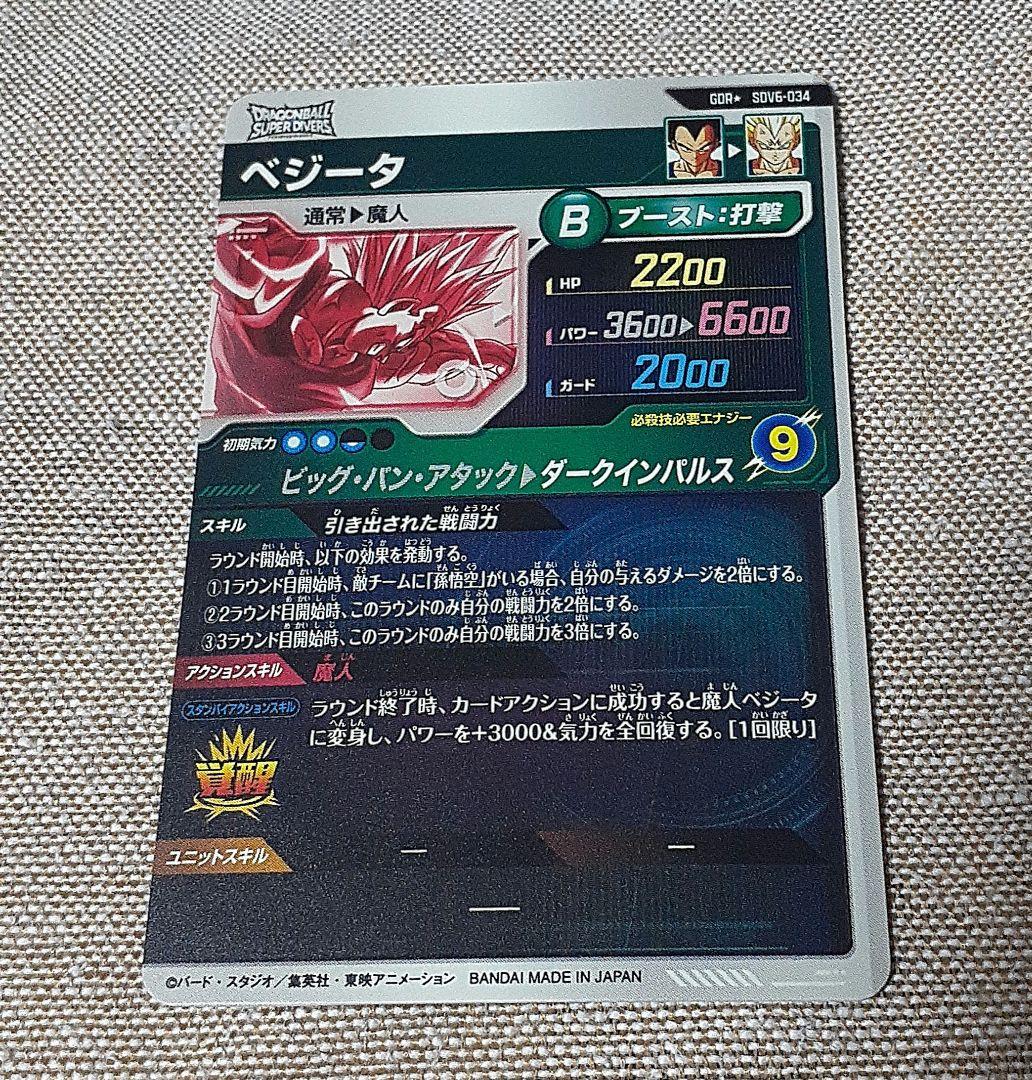 GDR★ SDV6-034
DRAGONBALL
SUPER DIVERS
ベジータ
通常▶魔人
B ブースト:打撃
HP 2200
パワー 3600▶6600
ガード 2000
必殺技必要エナジー
9
初期気力
ビッグ・バン・アタック▶ダークインパルス
スキル 引き出された戦闘力
ラウンド開始時、以下の効果を発動する。
①1ラウンド目開始時、敵チームに「孫悟空」がいる場合、自分の与えるダメージを2倍にする。
②2ラウンド目開始時、このラウンドのみ自分の戦闘力を2倍にする。
③3ラウンド目開始時、このラウンドのみ自分の戦闘力を3倍にする。
アクションスキル 魔人
スタンバイアクションスキル
ラウンド終了時、カードアクションに成功すると魔人ベジータ
に変身し、パワーを+3000&気力を全回復する。[1回限り]
覚醒
ユニットスキル ― ―
―
©バード・スタジオ/集英社・東映アニメーション BANDAI MADE IN JAPAN